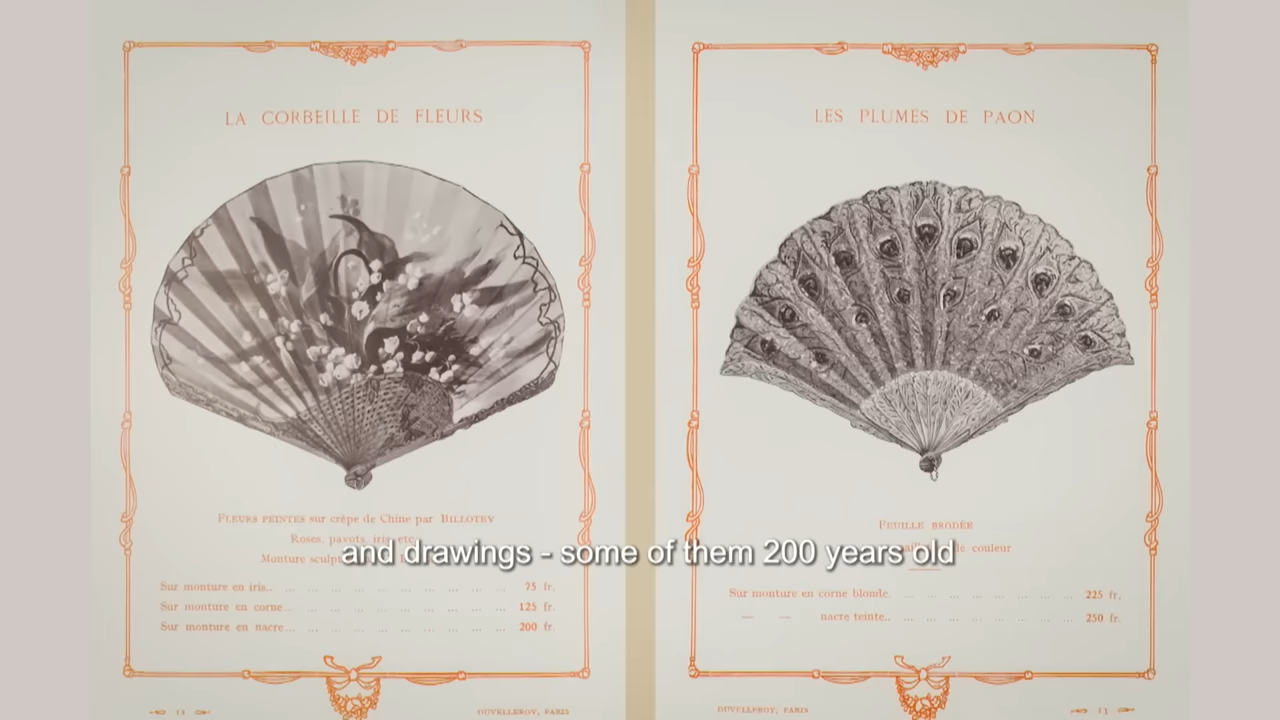 LA CORBEILLE DE FLEURS
FLEURS PEINTES sur crêpe de Chine par BILLOTEY
Roses, pavots, iris, etc.
Monture
Sur monture en iris..
75 fr.
Sur monture en corne...
125 fr.
Sur monture en nacre...
200 fr.
12
DUVELLEROY, PARIS
LES PLUMES DE PAON
FEUILLE BRODÉE
de couleur
Sur monture en corne blonde.
225 fr.
— — nacre teinte..
250 fr.
DUVELLEROY, PARIS
13
and drawings - some of them 200 years old